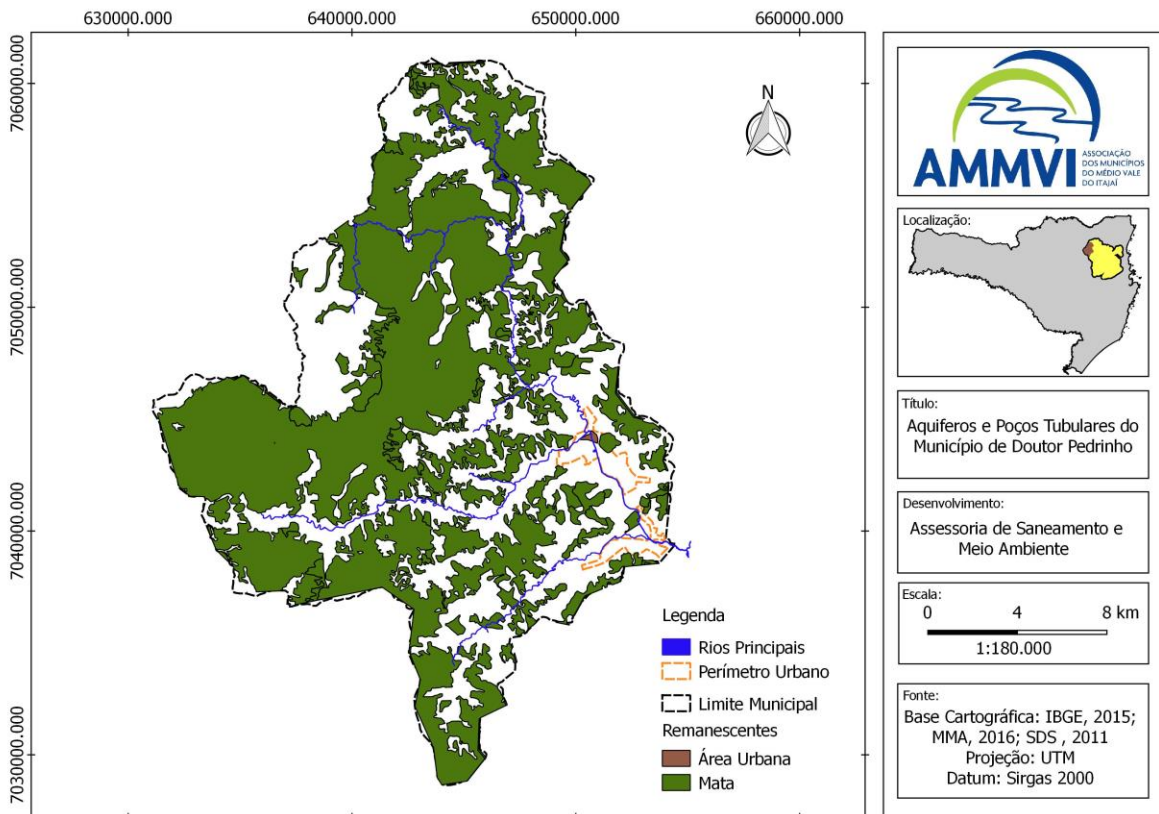 630000.000
640000.000
650000.000
660000.000
7060000.000
7050000.000
7040000.000
7030000.000
N
Legenda
Rios Principais
Perímetro Urbano
Limite Municipal
Remanescentes
Área Urbana
Mata
AMMVI
ASSOCIAÇÃO
DOS MUNICÍPIOS
DO MÉDIO VALE
DO ITAJAÍ
Localização:
Título:
Aquiferos e Poços Tubulares do
Município de Doutor Pedrinho
Desenvolvimento:
Assessoria de Saneamento e
Meio Ambiente
Escala:
0 4 8 km
1:180.000
Fonte:
Base Cartográfica: IBGE, 2015;
MMA, 2016; SDS , 2011
Projeção: UTM
Datum: Sirgas 2000